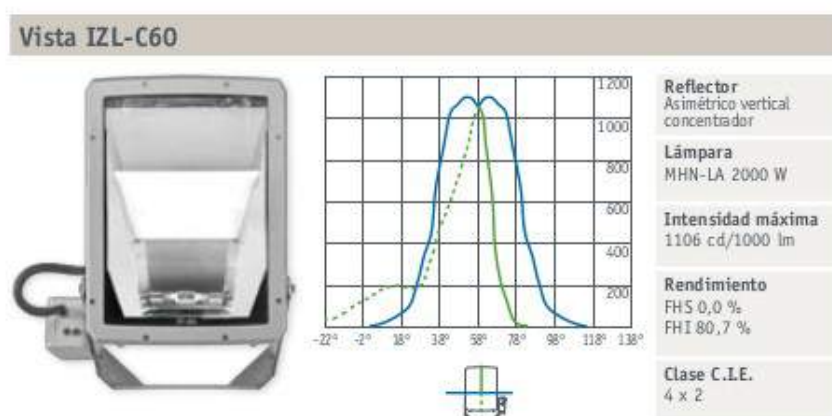 Vista IZL-C60
1200
1000
800
600
400
200
-22° -2° 18° 38° 58° 78° 98° 118° 138°
Reflector
Asimétrico vertical
concentrador
Lámpara
MHN-LA 2000 W
Intensidad máxima
1106 cd/1000 lm
Rendimiento
FHS 0,0 %
FHI 80,7 %
Clase C.I.E.
4 x 2